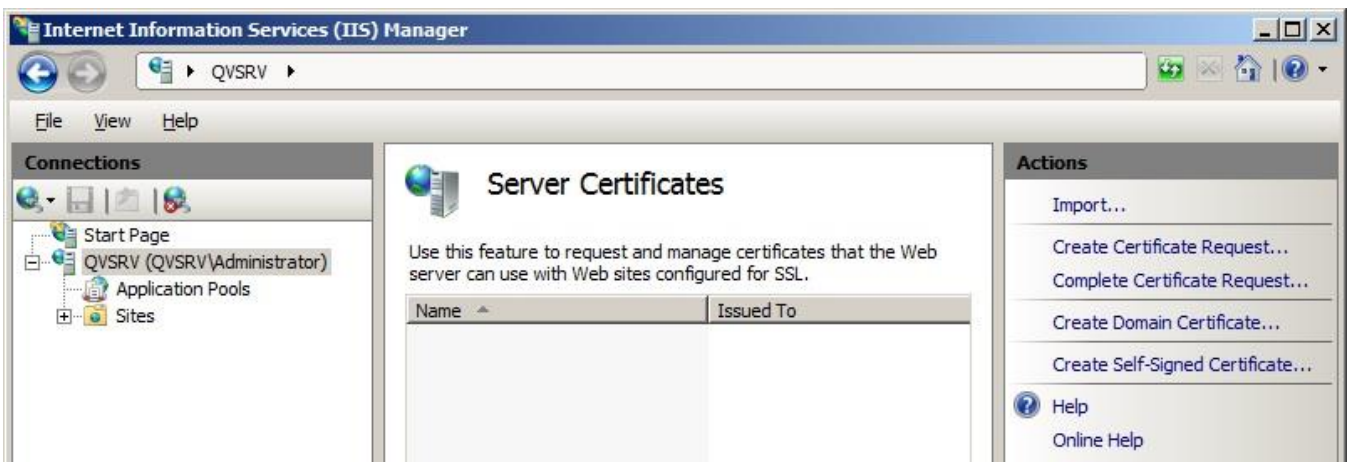 Internet Information Services (IIS) Manager
QVSRV
File View Help
Connections
Start Page
QVSRV (QVSRV\Administrator)
Application Pools
Sites
Server Certificates
Use this feature to request and manage certificates that the Web
server can use with Web sites configured for SSL.
Name Issued To
Actions
Import...
Create Certificate Request...
Complete Certificate Request...
Create Domain Certificate...
Create Self-Signed Certificate...
Help
Online Help